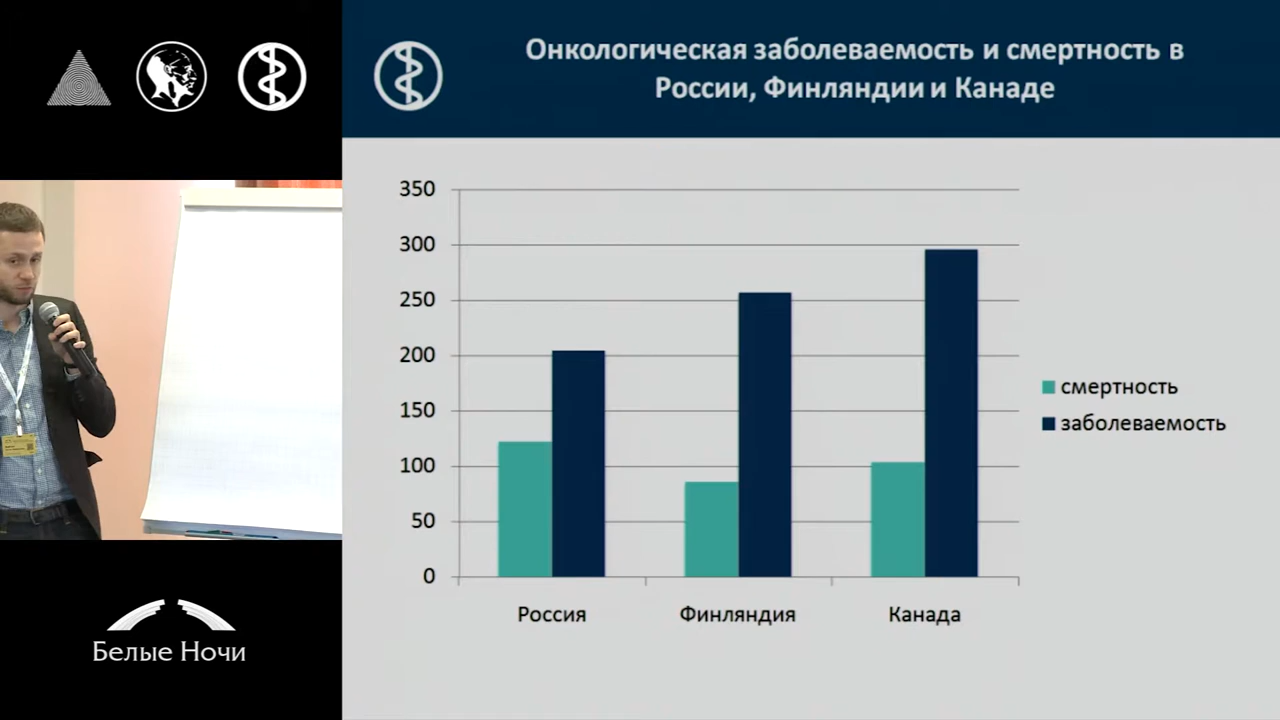 Онкологическая заболеваемость и смертность в
России, Финляндии и Канаде
350
300
250
200
150
100
50
0
Россия
Финляндия
Канада
смертность
заболеваемость
Белые Ночи